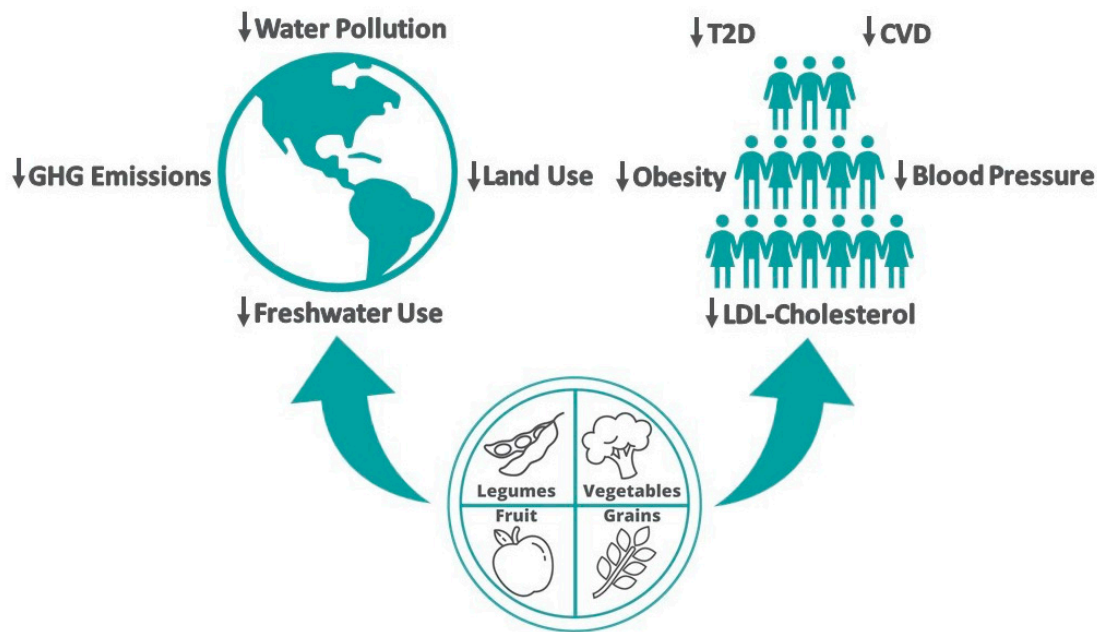 ↓Water Pollution
↓GHG Emissions
↓Land Use
↓Freshwater Use
↓T2D
↓CVD
↓Obesity
↓Blood Pressure
↓LDL-Cholesterol
Legumes
Vegetables
Fruit
Grains